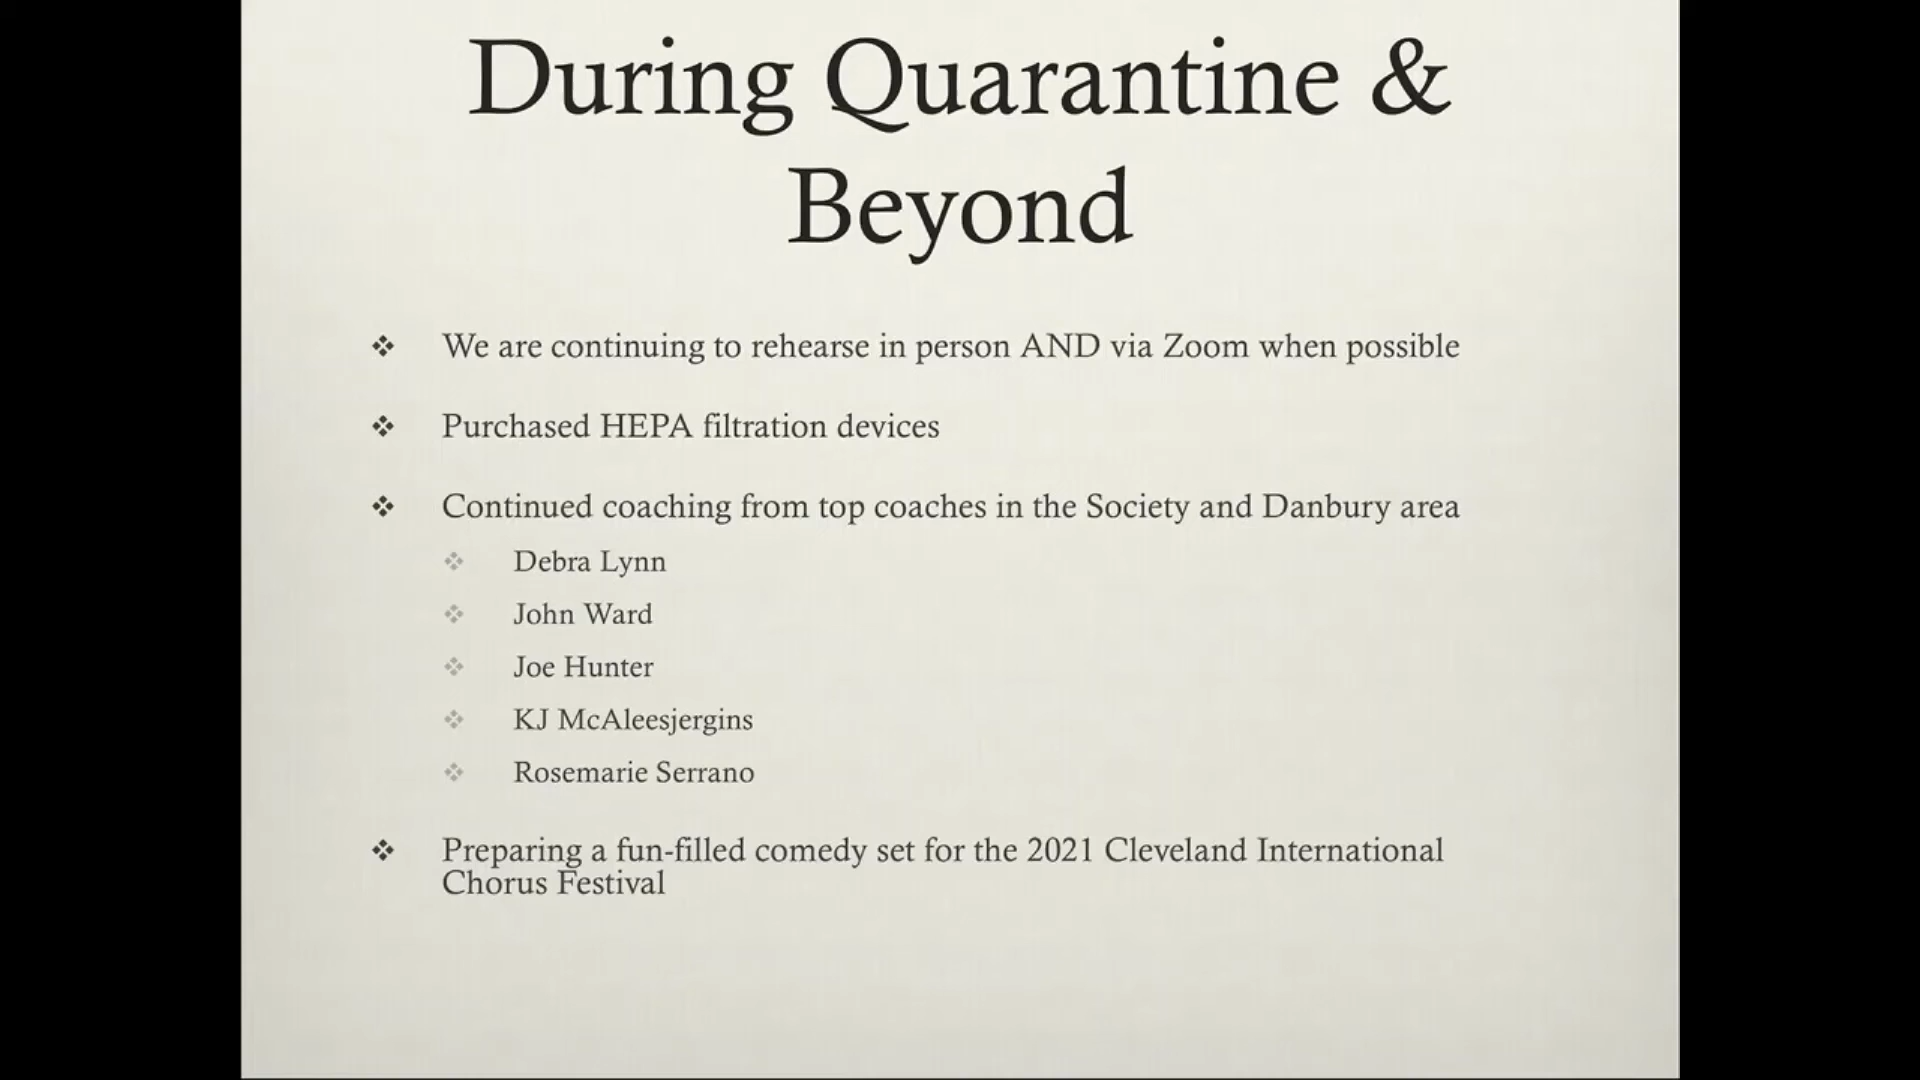 During Quarantine &
Beyond
We are continuing to rehearse in person AND via Zoom when possible
Purchased HEPA filtration devices
Continued coaching from top coaches in the Society and Danbury area
Debra Lynn
John Ward
Joe Hunter
KJ McAleesjergins
Rosemarie Serrano
Preparing a fun-filled comedy set for the 2021 Cleveland International
Chorus Festival